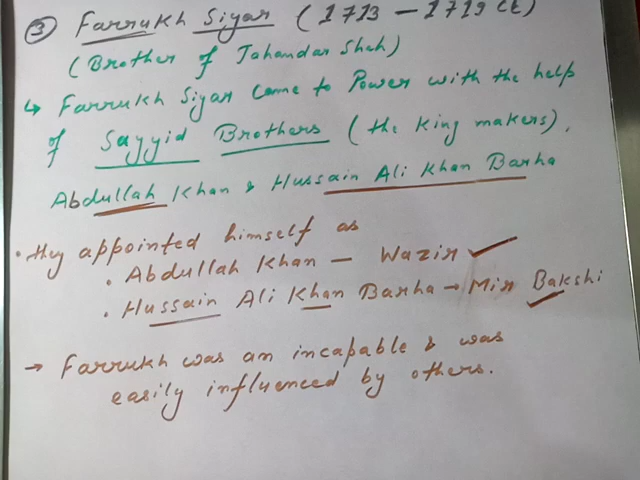 ③ Farrukh Siyar (1713 – 1719 CE)
(Brother of Jahandar Shah)
↳ Farrukh Siyar came to Power with the help
of Sayyid Brothers (the King makers),
Abdullah Khan & Hussain Ali Khan Barha
• they appointed himself as
• Abdullah Khan – Wazir ✓
• Hussain Ali Khan Barha → Mir Bakshi
→ Farrukh was an incapable & was
easily influenced by others.